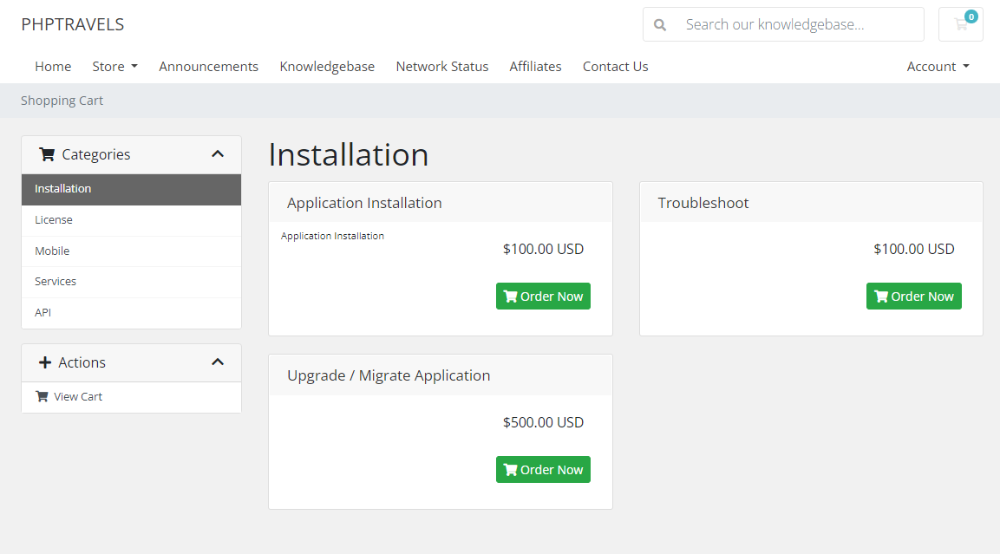 PHPTRAVELS
Search our knowledgebase...
0
Home Store Announcements Knowledgebase Network Status Affiliates Contact Us Account
Shopping Cart
Categories
Installation
License
Mobile
Services
API
Actions
View Cart
Installation
Application Installation
Application Installation
$100.00 USD
Order Now
Troubleshoot
$100.00 USD
Order Now
Upgrade / Migrate Application
$500.00 USD
Order Now